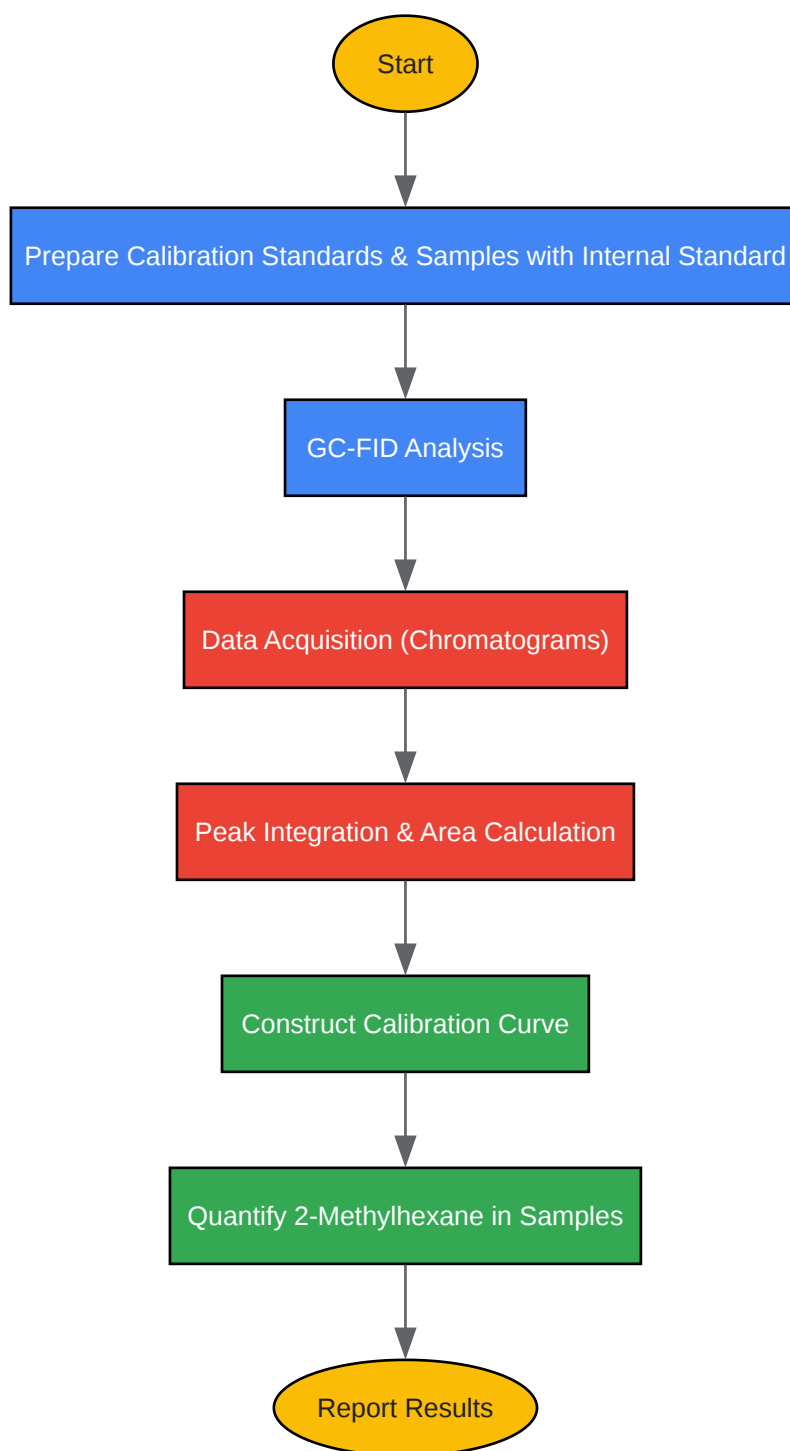 Start
Prepare Calibration Standards & Samples with Internal Standard
GC-FID Analysis
Data Acquisition (Chromatograms)
Peak Integration & Area Calculation
Construct Calibration Curve
Quantify 2-Methylhexane in Samples
Report Results